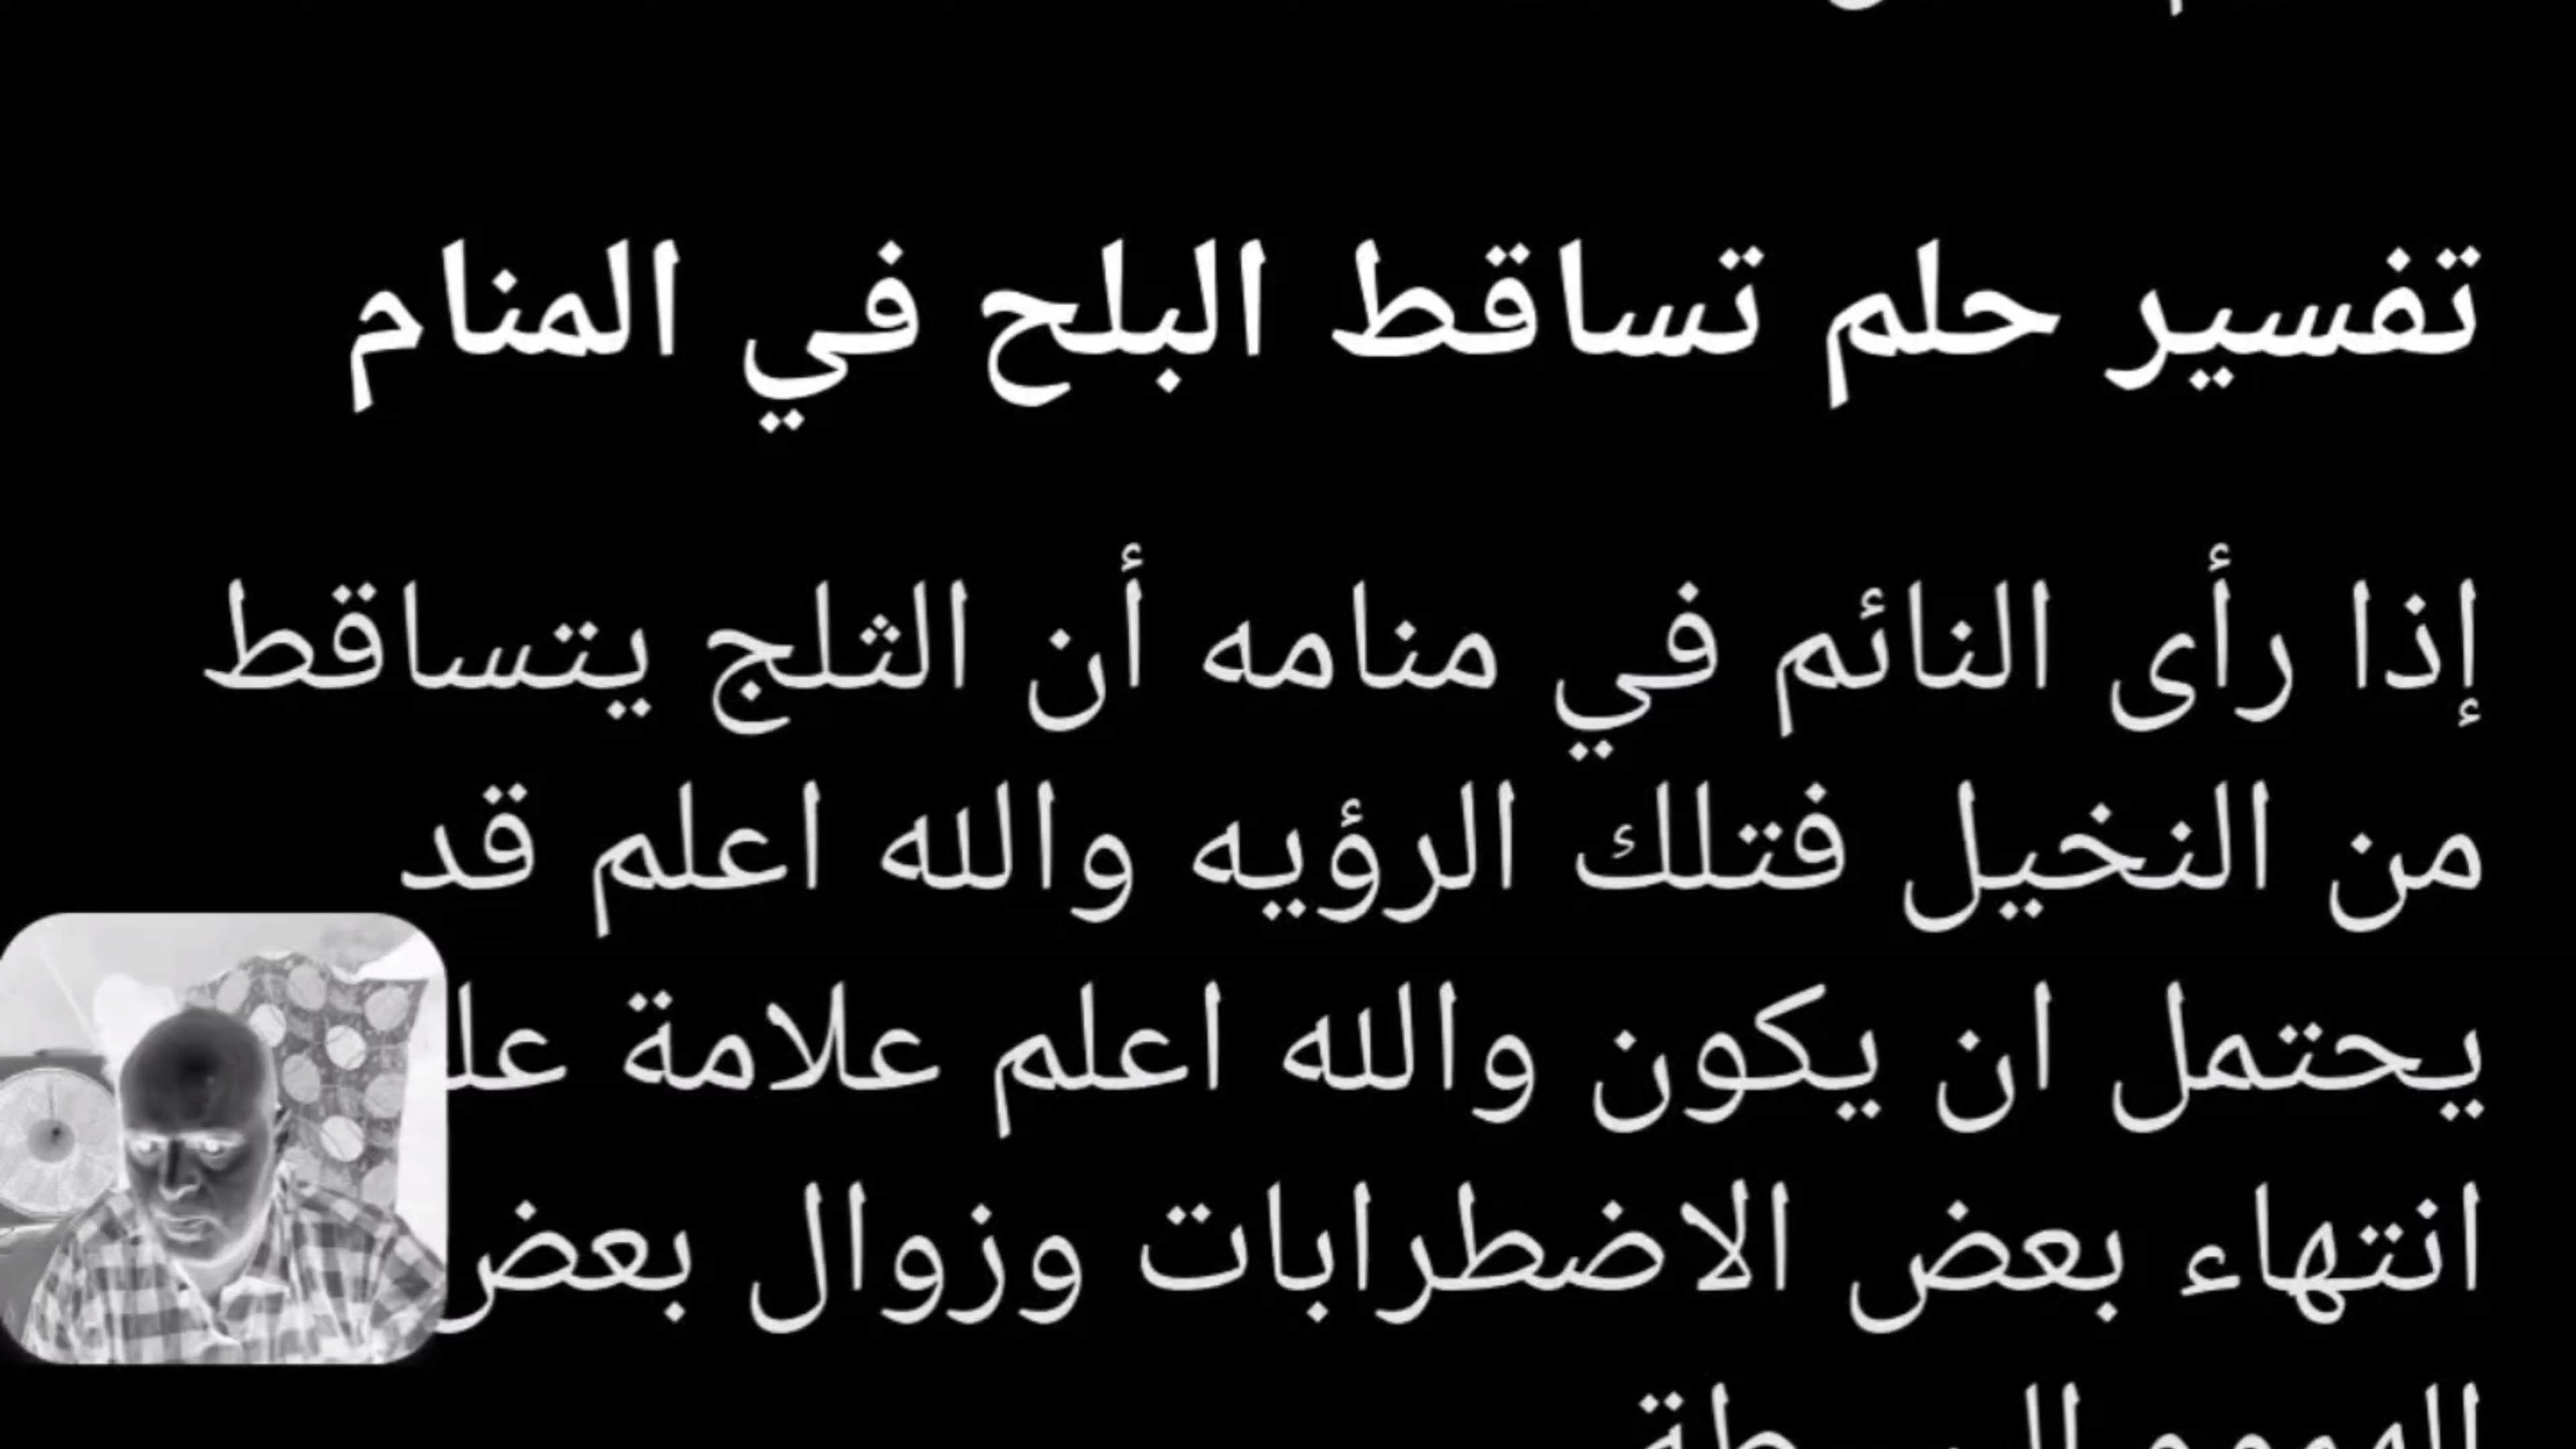 تفسير حلم تساقط البلح في المنام
إذا رأى النائم في منامه أن الثلج يتساقط
من النخيل فتلك الرؤيه والله اعلم قد
يحتمل ان يكون والله اعلم علامة
انتهاء بعض الاضطرابات وزوال بعض